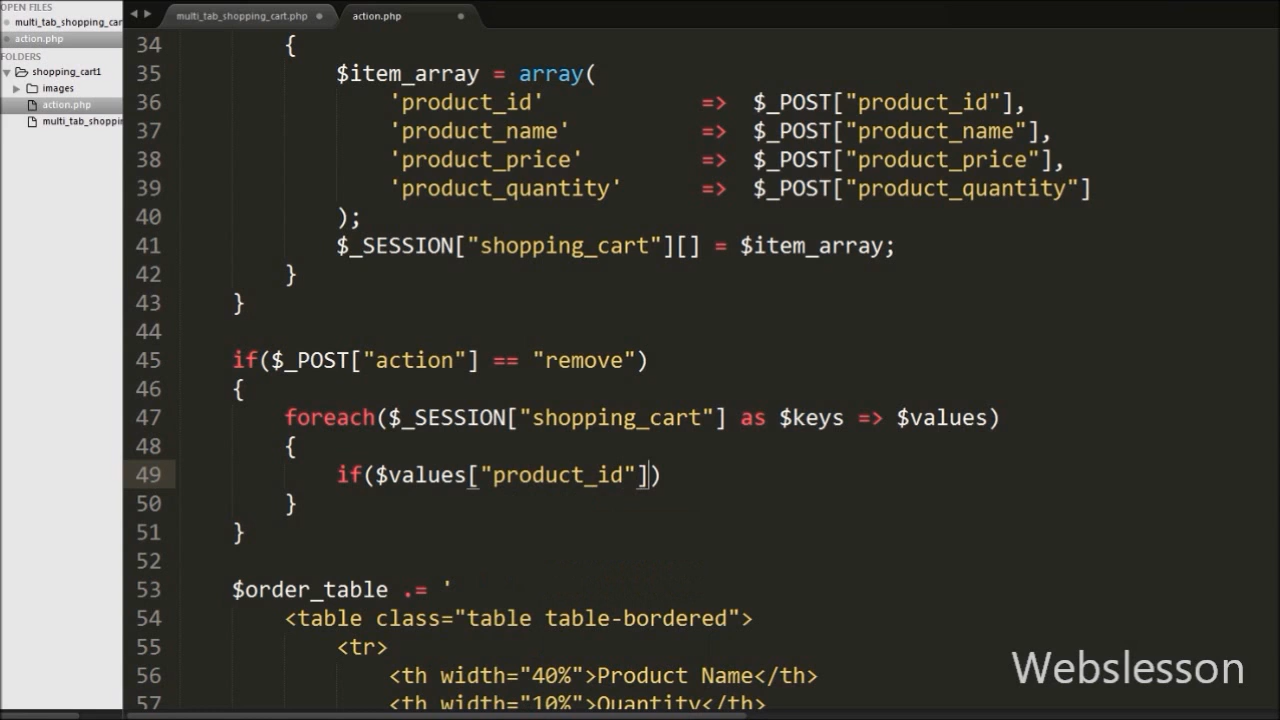 OPEN FILES
multi_tab_shopping_car
action.php
FOLDERS
shopping_cart1
images
action.php
multi_tab_shoppin
multi_tab_shopping_cart.php
action.php
34 {
35 $item_array = array(
36 'product_id' => $_POST["product_id"],
37 'product_name' => $_POST["product_name"],
38 'product_price' => $_POST["product_price"],
39 'product_quantity' => $_POST["product_quantity"]
40 );
41 $_SESSION["shopping_cart"][] = $item_array;
42 }
43 }
44
45 if($_POST["action"] == "remove")
46 {
47 foreach($_SESSION["shopping_cart"] as $keys => $values)
48 {
49 if($values["product_id"])
50 }
51 }
52
53 $order_table .= '
54 <table class="table table-bordered">
55 <tr>
56 <th width="40%">Product Name</th>
57 <th width="10%">Quantity</th>
Webslesson